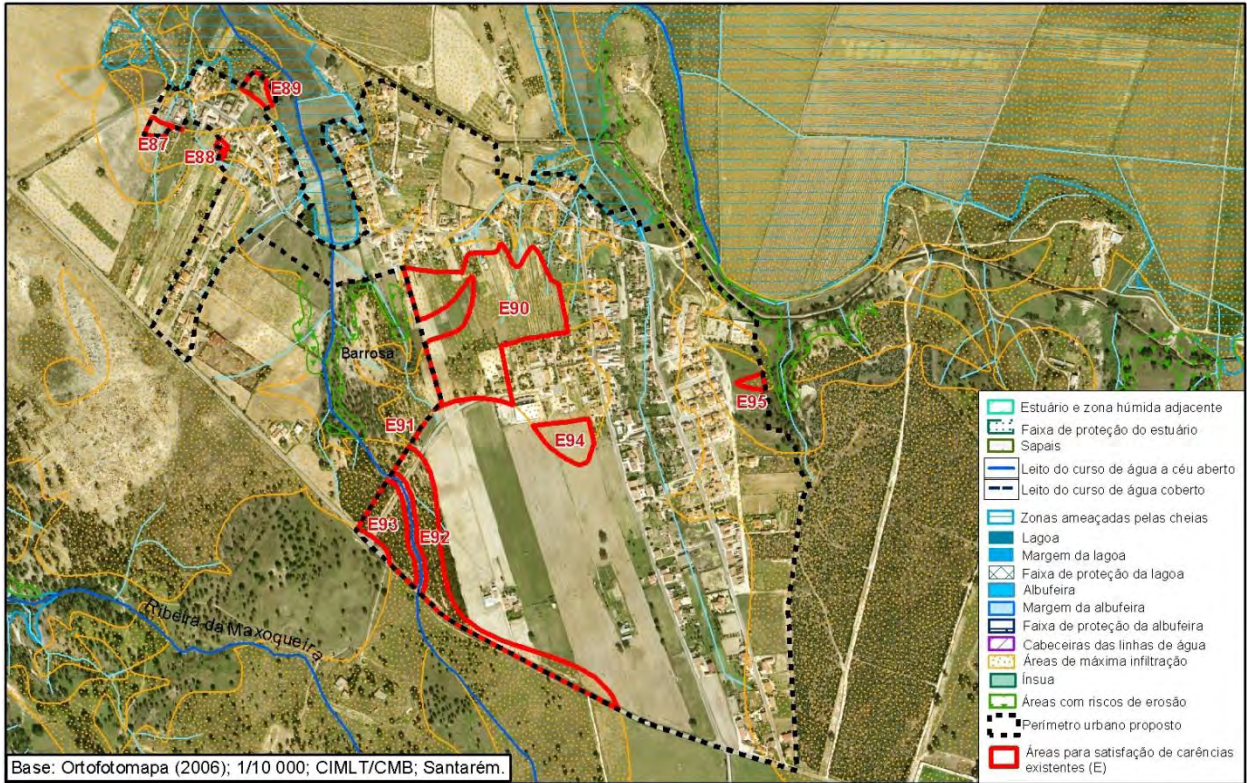 E89
E87
E88
E90
Barrosa
E95
E91
E94
E93
E92
Ribeira da Maxoqueira
Estuário e zona húmida adjacente
Faixa de proteção do estuário
Sapais
Leito do curso de água a céu aberto
Leito do curso de água coberto
Zonas ameaçadas pelas cheias
Lagoa
Margem da lagoa
Faixa de proteção da lagoa
Albufeira
Margem da albufeira
Faixa de proteção da albufeira
Cabeceiras das linhas de água
Áreas de máxima infiltração
Ínsua
Áreas com riscos de erosão
Perímetro urbano proposto
Áreas para satisfação de carências
existentes (E)
Base: Ortofotomapa (2006); 1/10 000; CIMLT/CMB; Santarém.